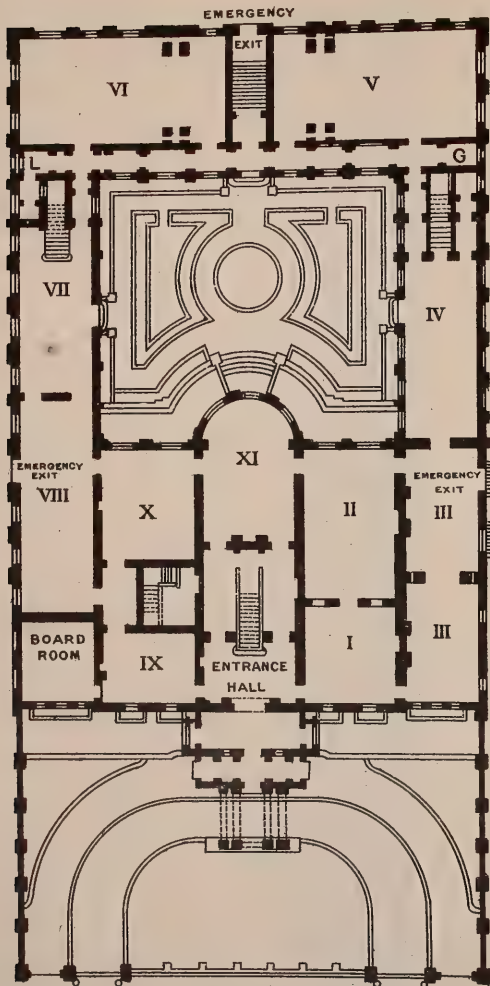 EMERGENCY
EXIT
VI
V
L
G
VII
IV
XI
EMERGENCY
EXIT
VIII
X
II
EMERGENCY
EXIT
III
BOARD
ROOM
IX
ENTRANCE
HALL
I
III